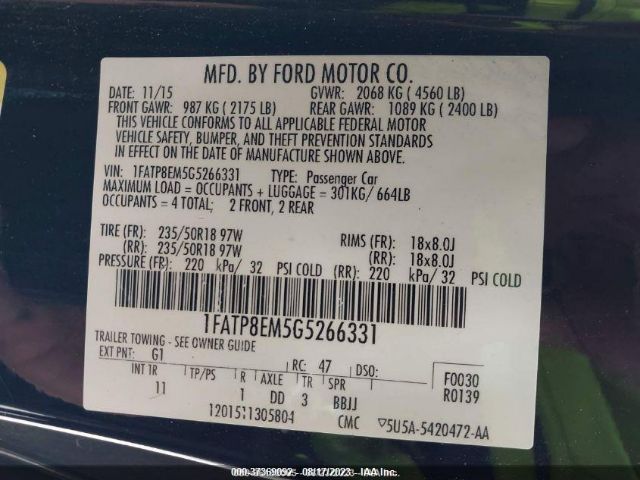 MFD. BY FORD MOTOR CO.
DATE: 11/15 GVWR: 2068 KG ( 4560 LB)
FRONT GAWR: 987 KG ( 2175 LB) REAR GAWR: 1089 KG ( 2400 LB)
THIS VEHICLE CONFORMS TO ALL APPLICABLE FEDERAL MOTOR
VEHICLE SAFETY, BUMPER, AND THEFT PREVENTION STANDARDS
IN EFFECT ON THE DATE OF MANUFACTURE SHOWN ABOVE.
VIN: 1FATP8EM5G5266331 TYPE: Passenger Car
MAXIMUM LOAD = OCCUPANTS + LUGGAGE = 301KG/ 664LB
OCCUPANTS = 4 TOTAL; 2 FRONT, 2 REAR
TIRE (FR): 235/50R18 97W RIMS (FR): 18x8.0J
(RR): 235/50R18 97W (RR): 18x8.0J
PRESSURE (FR): 220 kPa/ 32 PSI COLD (RR): 220 kPa/ 32 PSI COLD
1FATP8EM5G5266331
TRAILER TOWING - SEE OWNER GUIDE
EXT PNT: G1 RC: 47 DSO: F0030
INT TR TP/PS R AXLE TR SPR R0139
11 1 DD 3 BBJJ
CMC ▽5U5A-5420472-AA
08/17/2023 IAA Inc.